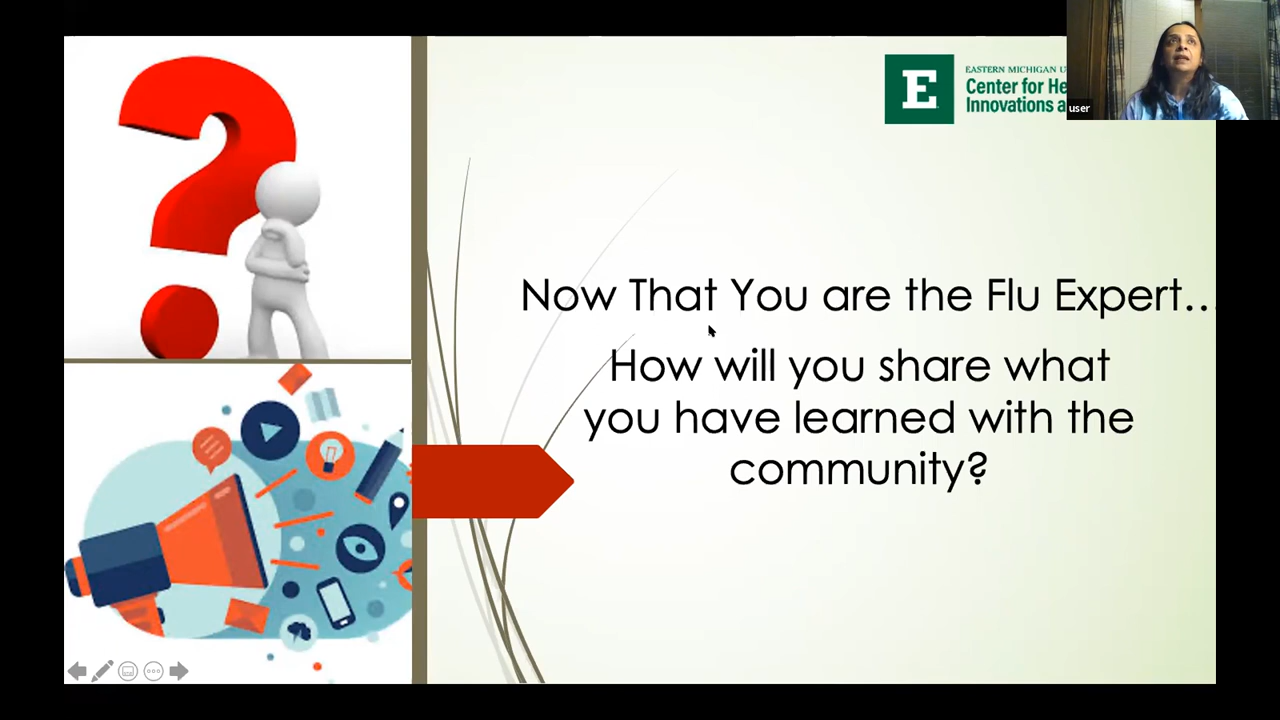 E
EASTERN MICHIGAN
Center for
Innovations
user
Now That You are the Flu Expert...
How will you share what
you have learned with the
community?